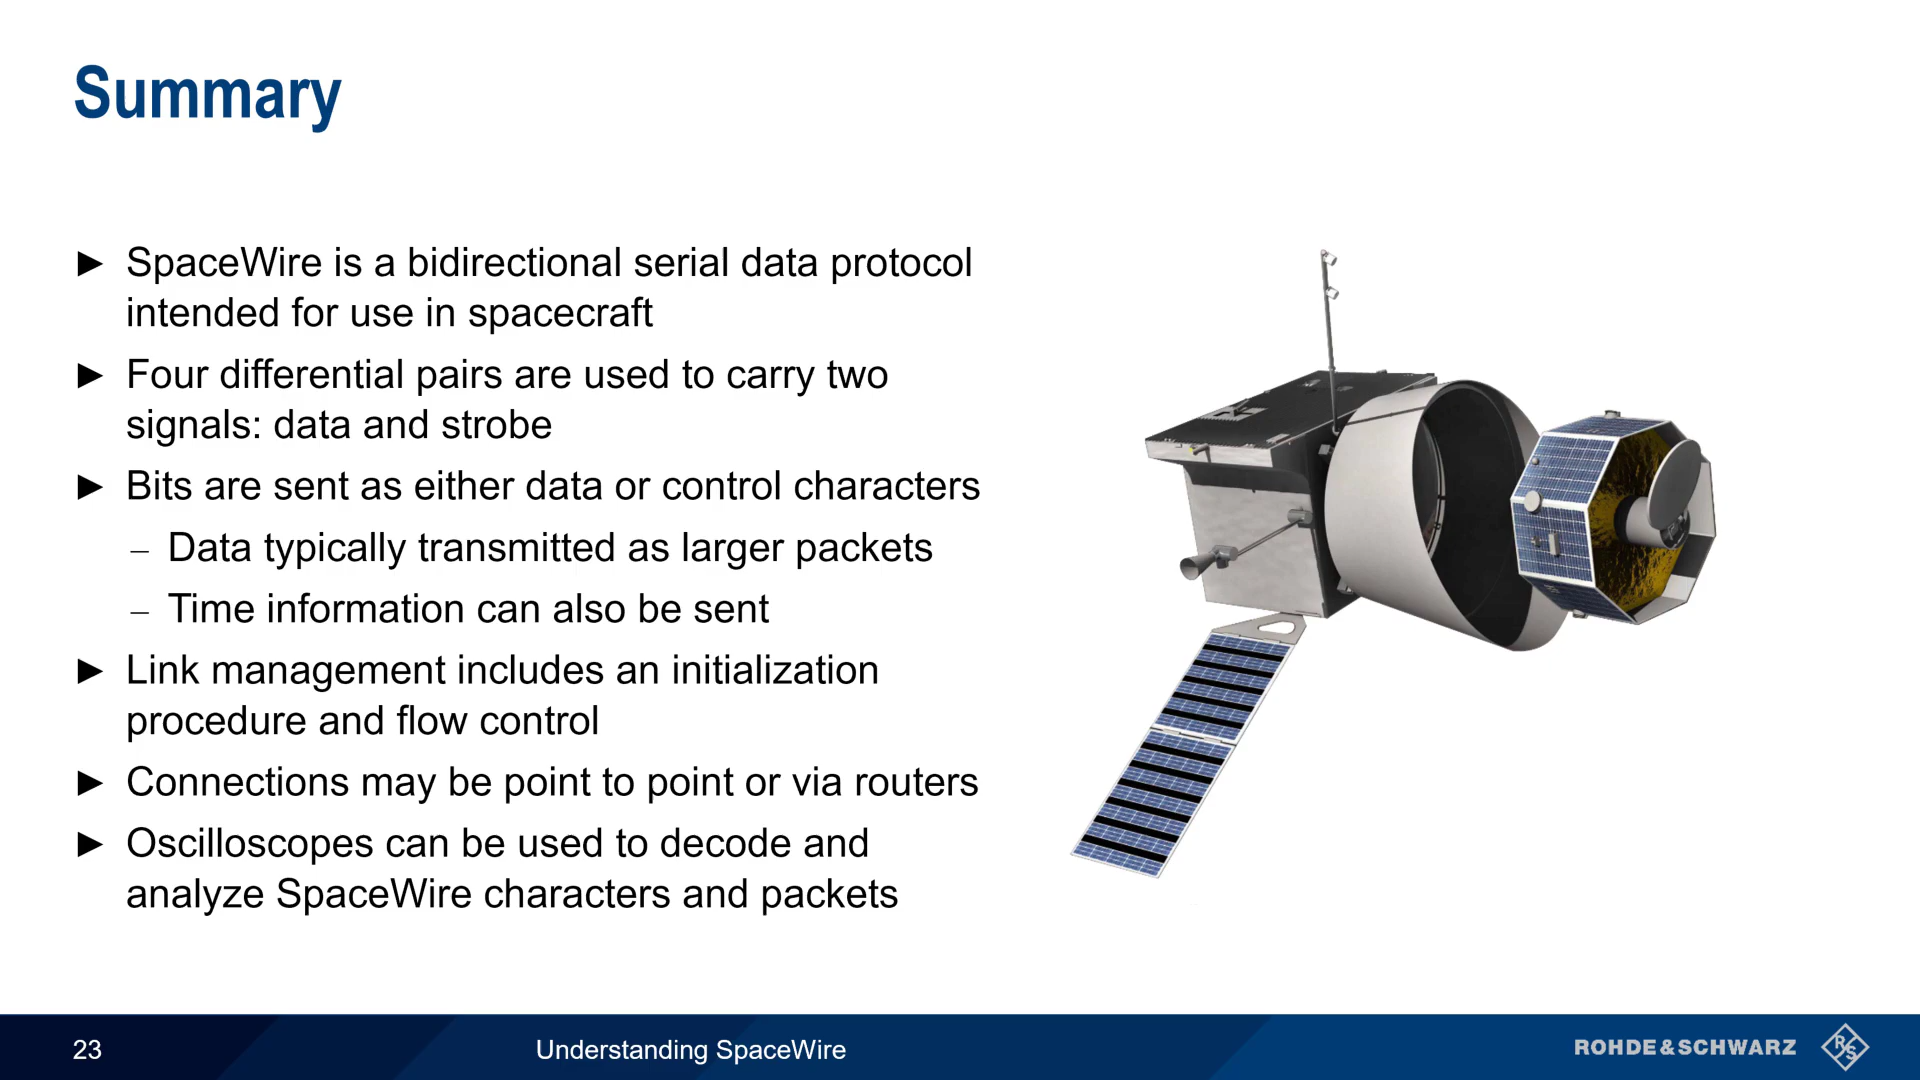 Summary
► SpaceWire is a bidirectional serial data protocol
intended for use in spacecraft
► Four differential pairs are used to carry two
signals: data and strobe
► Bits are sent as either data or control characters
– Data typically transmitted as larger packets
– Time information can also be sent
► Link management includes an initialization
procedure and flow control
► Connections may be point to point or via routers
► Oscilloscopes can be used to decode and
analyze SpaceWire characters and packets
23
Understanding SpaceWire
ROHDE & SCHWARZ
R S